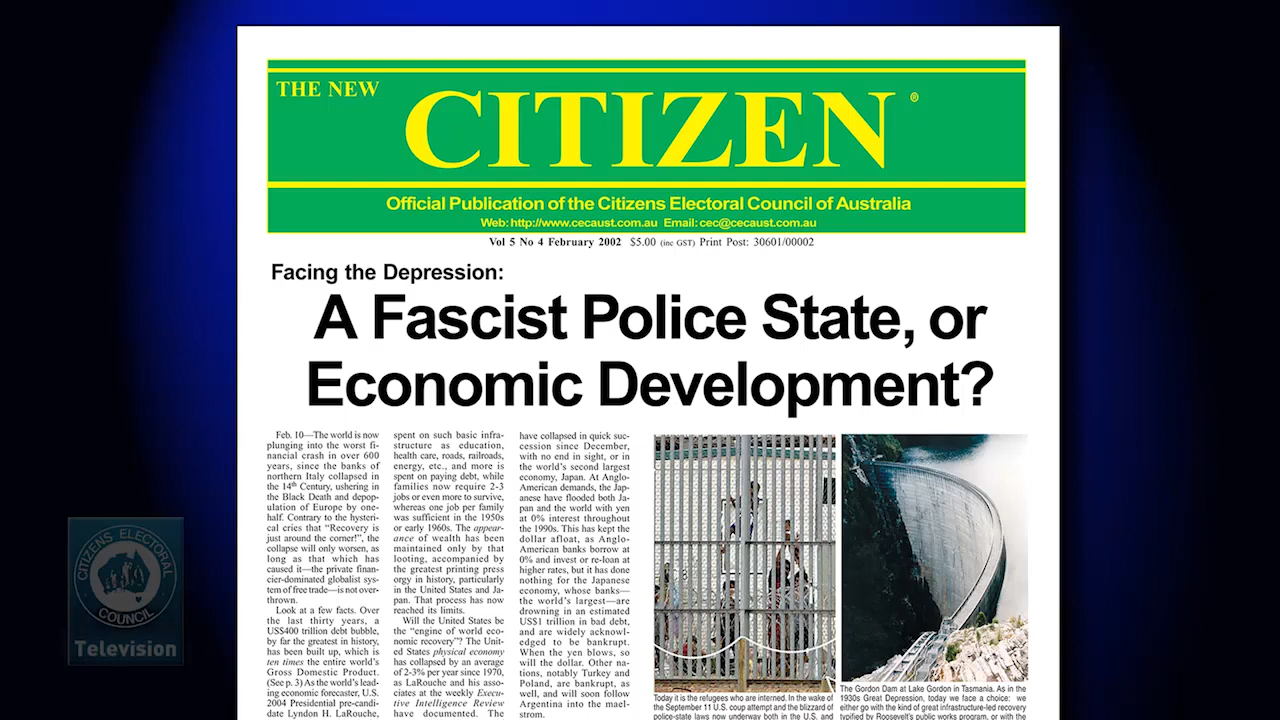 THE NEW
CITIZEN®
Official Publication of the Citizens Electoral Council of Australia
Web: http://www.cecaust.com.au Email: cec@cecaust.com.au
Vol 5 No 4 February 2002 $5.00 (inc GST) Print Post: 30601/00002
Facing the Depression:
A Fascist Police State, or
Economic Development?
Feb. 10—The world is now
plunging into the worst fi-
nancial crash in over 600
years, since the banks of
northern Italy collapsed in
the 14th Century, ushering in
the Black Death and depop-
ulation of Europe by one-
half. Contrary to the hysteri-
cal cries that “Recovery is
just around the corner!”, the
collapse will only worsen, as
long as that which has
caused it—the private finan-
cier-dominated globalist sys-
tem of free trade—is not over-
thrown.
Look at a few facts. Over
the last thirty years, a
US$400 trillion debt bubble,
by far the greatest in history,
has been built up, which is
ten times the entire world’s
Gross Domestic Product.
(See p. 3) As the world’s lead-
ing economic forecaster, U.S.
2004 Presidential pre-candi-
date Lyndon H. LaRouche,
spent on such basic infra-
structure as education,
health care, roads, railroads,
energy, etc., and more is
spent on paying debt, while
families now require 2-3
jobs or even more to survive,
whereas one job per family
was sufficient in the 1950s
or early 1960s. The appear-
ance of wealth has been
maintained only by that
looting, accompanied by
the greatest printing press
orgy in history, particularly
in the United States and Ja-
pan. That process has now
reached its limits.
Will the United States be
the “engine of world eco-
nomic recovery”? The Unit-
ed States physical economy
has collapsed by an average
of 2-3% per year since 1970,
as LaRouche and his asso-
ciates at the weekly Execu-
tive Intelligence Review
have documented. The
have collapsed in quick suc-
cession since December,
with no end in sight, or in
the world’s second largest
economy, Japan. At Anglo-
American demands, the Jap-
anese have flooded both Ja-
pan and the world with yen
at 0% interest throughout
the 1990s. This has kept the
dollar afloat, as Anglo-
American banks borrow at
0% and invest or re-loan at
higher rates, but it has done
nothing for the Japanese
economy, whose banks—
the world’s largest—are
drowning in an estimated
US$1 trillion in bad debt,
and are widely acknowl-
edged to be bankrupt.
When the yen blows, so
will the dollar. Other na-
tions, notably Turkey and
Poland, are bankrupt, as
well, and will soon follow
Argentina into the mael-
strom.
Today it is the refugees who are interned. In the wake
of the September 11 U.S. coup attempt and the blizzard of
police-state laws now underway both in the U.S. and
The Gordon Dam at Lake Gordon in Tasmania. As in the
1930s Great Depression, today we face a choice: we
either go with the kind of great infrastructure-led recovery
typified by Roosevelt's public works program, or with the
CITIZENS ELECTORAL
COUNCIL
Television